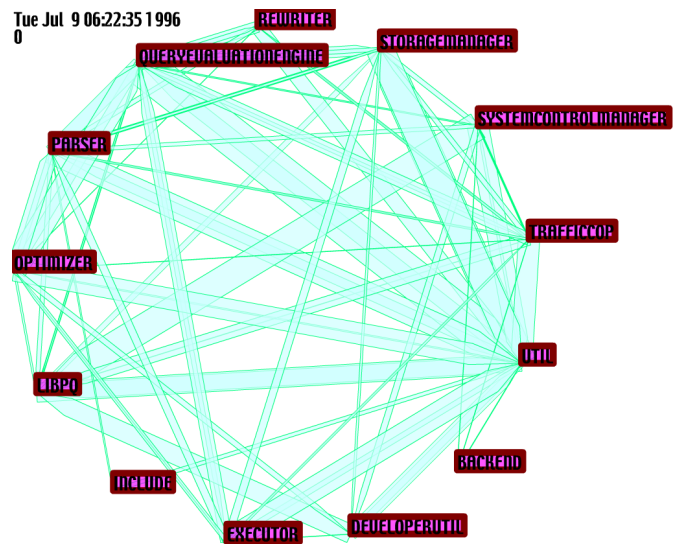 Tue Jul 9 06:22:35 1996
0
REWRITER
STORAGEMANAGER
QUERYEVALUATIONENGINE
SYSTEMCONTROLMANAGER
PARSER
TRAFFICCOP
OPTIMIZER
UTIL
LIBPQ
BACKEND
INCLUDE
DEVELOPERUTIL
EXECUTOR